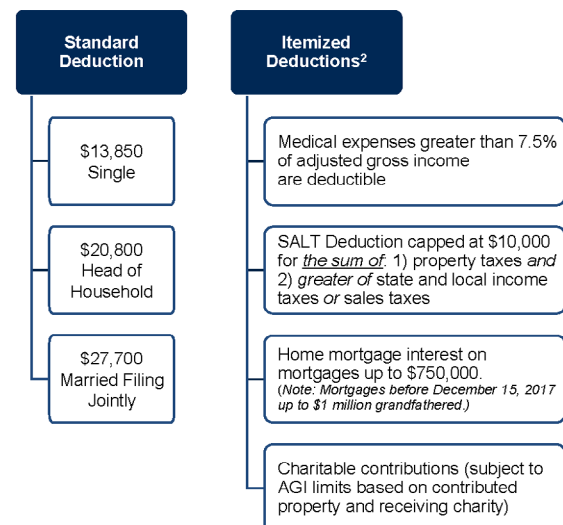 Standard
Deduction
$13,850
Single
$20,800
Head of
Household
$27,700
Married Filing
Jointly
Itemized
Deductions²
Medical expenses greater than 7.5%
of adjusted gross income
are deductible
SALT Deduction capped at $10,000
for the sum of: 1) property taxes and
2) greater of state and local income
taxes or sales taxes
Home mortgage interest on
mortgages up to $750,000.
(Note: Mortgages before December 15, 2017
up to $1 million grandfathered.)
Charitable contributions (subject to
AGI limits based on contributed
property and receiving charity)